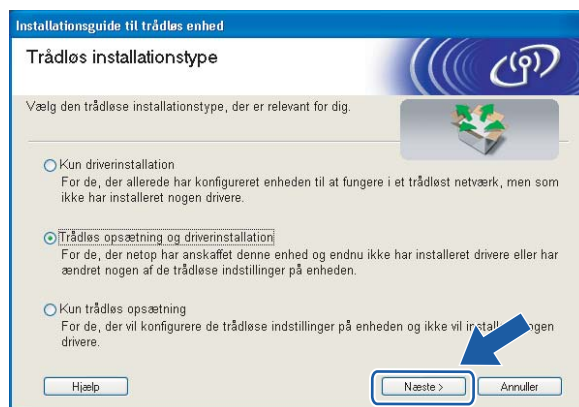 Installationsguide til trådløs enhed
Trådløs installationstype
Vælg den trådløse installationstype, der er relevant for dig.
Kun driverinstallation
For de, der allerede har konfigureret enheden til at fungere i et trådløst netværk, men som
ikke har installeret nogen drivere.
Trådløs opsætning og driverinstallation
For de, der netop har anskaffet denne enhed og endnu ikke har installeret drivere eller har
ændret nogen af de trådløse indstillinger på enheden.
Kun trådløs opsætning
For de, der vil konfigurere de trådløse indstillinger på enheden og ikke vil
drivere.
Hjælp Næste > Annuller